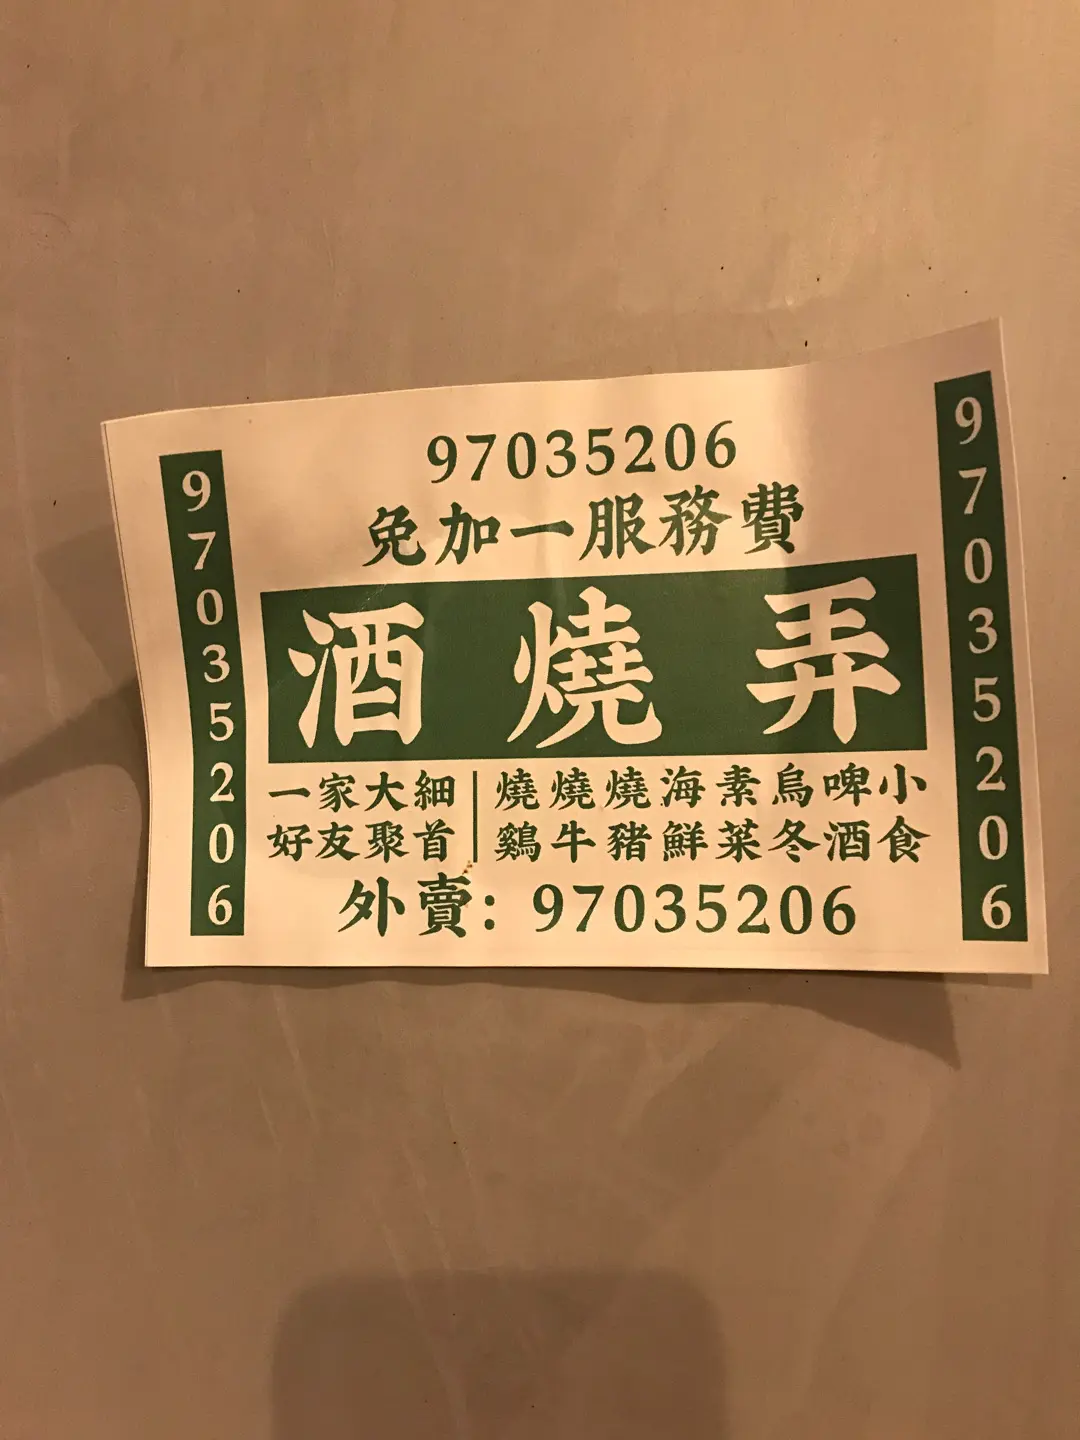 97035206
免加一服務費
酒燒弄
一家大細
好友聚首
燒燒燒海素烏啤小
鷄牛豬鮮菜冬酒食
外賣: 97035206
97035206
97035206